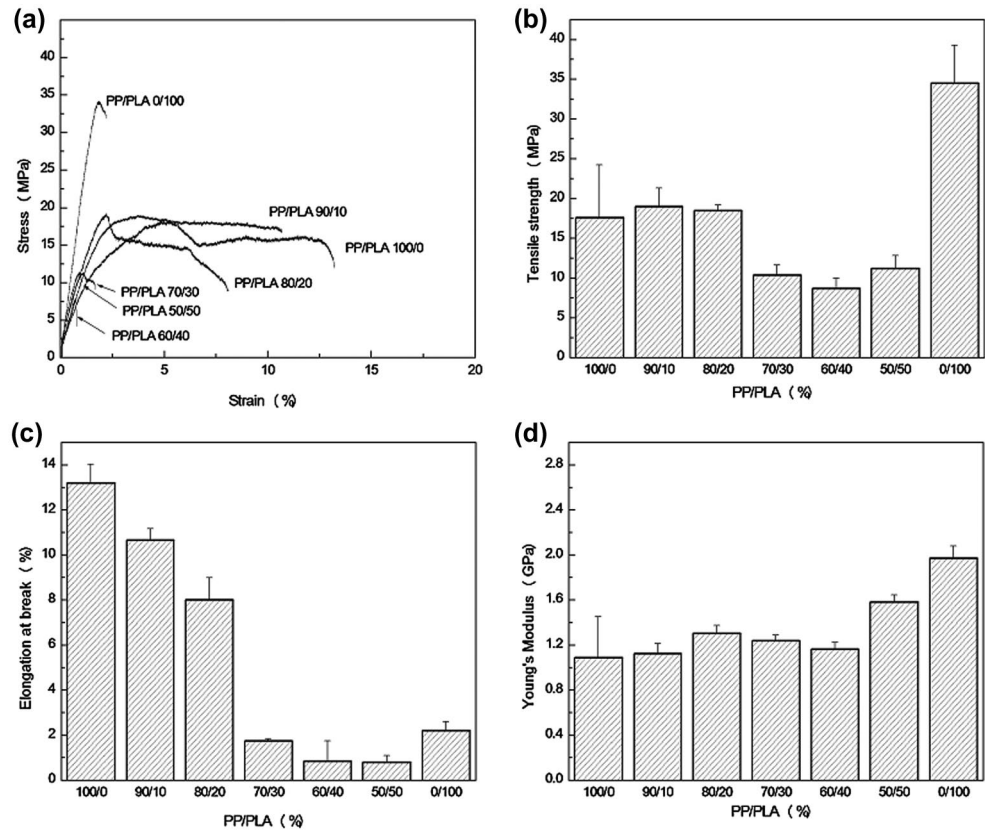 (a)
45
40
35
30
25
20
15
10
5
0
Stress ( MPa)
PP/PLA 0/100
PP/PLA 90/10
PP/PLA 100/0
PP/PLA 80/20
PP/PLA 70/30
PP/PLA 50/50
PP/PLA 60/40
0 5 10 15 20
Strain (%)
(b)
40
35
30
25
20
15
10
5
0
Tensile strength ( MPa)
100/0 90/10 80/20 70/30 60/40 50/50 0/100
PP/PLA ( %)
(c)
14
12
10
8
6
4
2
0
Elongation at break (%)
100/0 90/10 80/20 70/30 60/40 50/50 0/100
PP/PLA (%)
(d)
2.8
2.4
2.0
1.6
1.2
0.8
0.4
0.0
Young's Modulus ( GPa)
100/0 90/10 80/20 70/30 60/40 50/50 0/100
PP/PLA ( %)